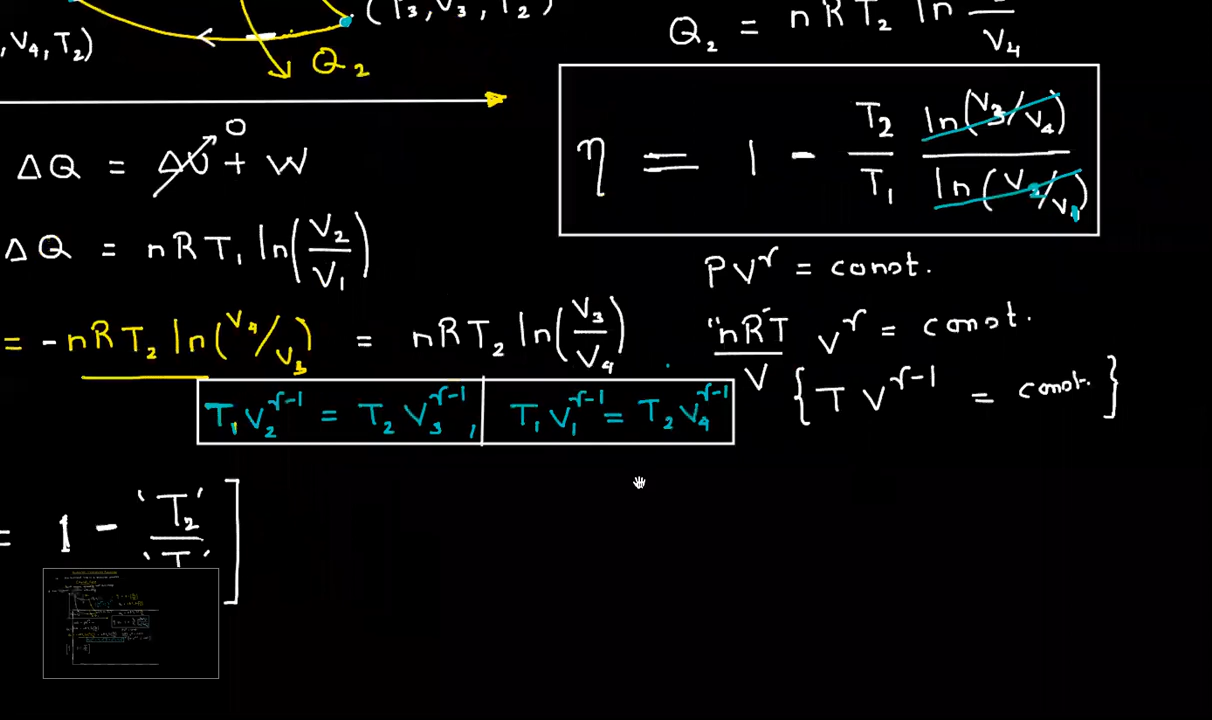 (T₃, V₃, T₂)
, V₄, T₂)
Q₂
Q₂ = nRT₂ ln
V₄
ΔQ = ΔU + W
0
ΔQ = nRT₁ ln(V₂/V₁)
= -nRT₂ ln(V₄/V₃) = nRT₂ ln(V₃/V₄)
η = 1 - T₂/T₁ ln(V₃/V₄)/ln(V₂/V₁)
PV^γ = const.
"nRT"/V V^γ = const.
{T V^γ-1 = const.}
T₁V₂^γ-1 = T₂V₃^γ-1, T₁V₁^γ-1 = T₂V₄^γ-1
= 1 - 'T₂'/'T'